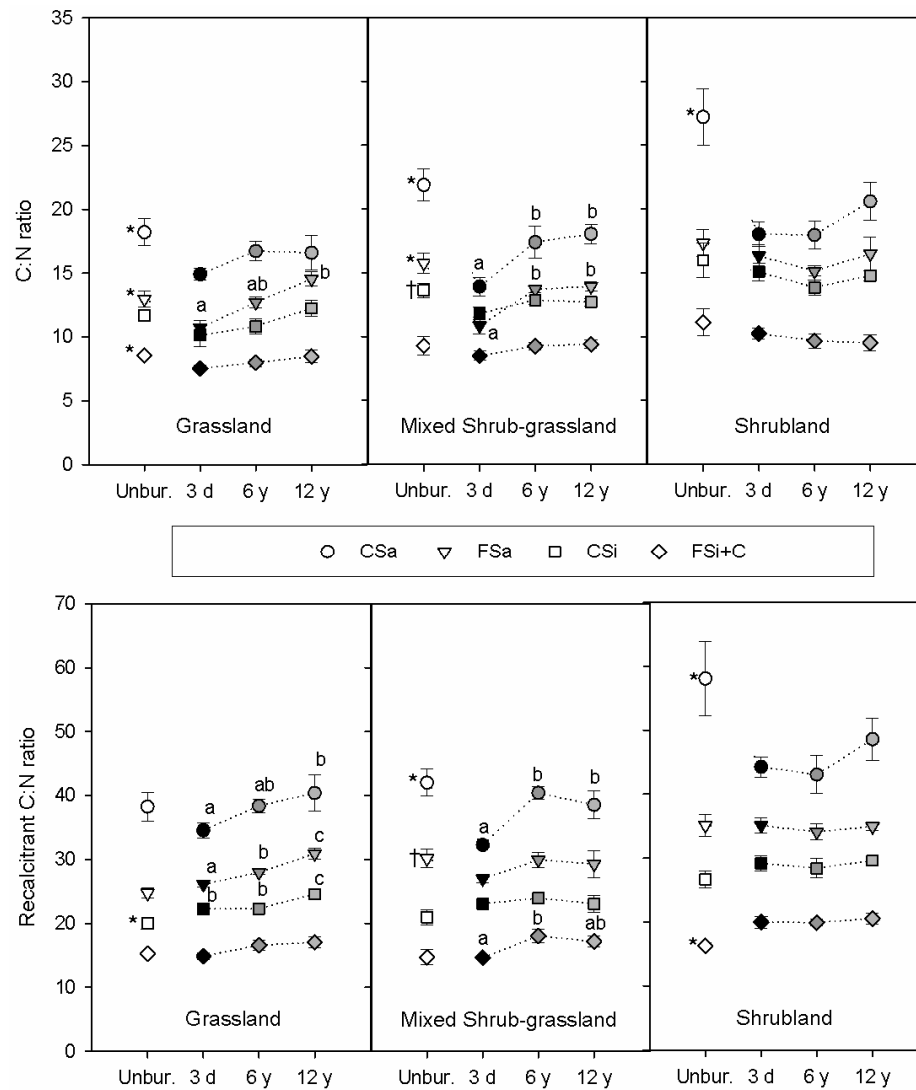 35
30
25
20
15
10
5
0
C:N ratio
* * * a ab b
Grassland
* * † a a b b b b
Mixed Shrub-grassland
*
Shrubland
Unbur. 3 d 6 y 12 y Unbur. 3 d 6 y 12 y Unbur. 3 d 6 y 12 y
CSa FSa CSi FSi+C
70
60
50
40
30
20
10
0
Recalcitrant C:N ratio
* a ab b a b c b b c
Grassland
* † a b b a b ab
Mixed Shrub-grassland
* *
Shrubland
Unbur. 3 d 6 y 12 y Unbur. 3 d 6 y 12 y Unbur. 3 d 6 y 12 y